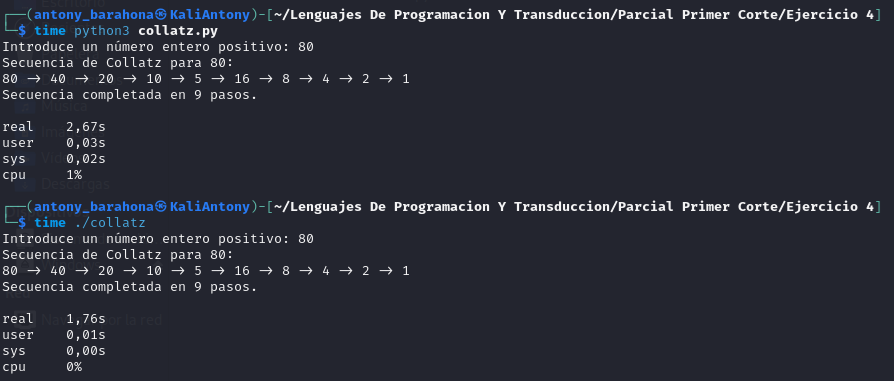 ┌──(antony_barahona㉿KaliAntony)-[~/Lenguajes De Programacion Y Transduccion/Parcial Primer Corte/Ejercicio 4]
└─$ time python3 collatz.py
Introduce un número entero positivo: 80
Secuencia de Collatz para 80:
80 → 40 → 20 → 10 → 5 → 16 → 8 → 4 → 2 → 1
Secuencia completada en 9 pasos.
real 2,67s
user 0,03s
sys 0,02s
cpu 1%
┌──(antony_barahona㉿KaliAntony)-[~/Lenguajes De Programacion Y Transduccion/Parcial Primer Corte/Ejercicio 4]
└─$ time ./collatz
Introduce un número entero positivo: 80
Secuencia de Collatz para 80:
80 → 40 → 20 → 10 → 5 → 16 → 8 → 4 → 2 → 1
Secuencia completada en 9 pasos.
real 1,76s
user 0,01s
sys 0,00s
cpu 0%